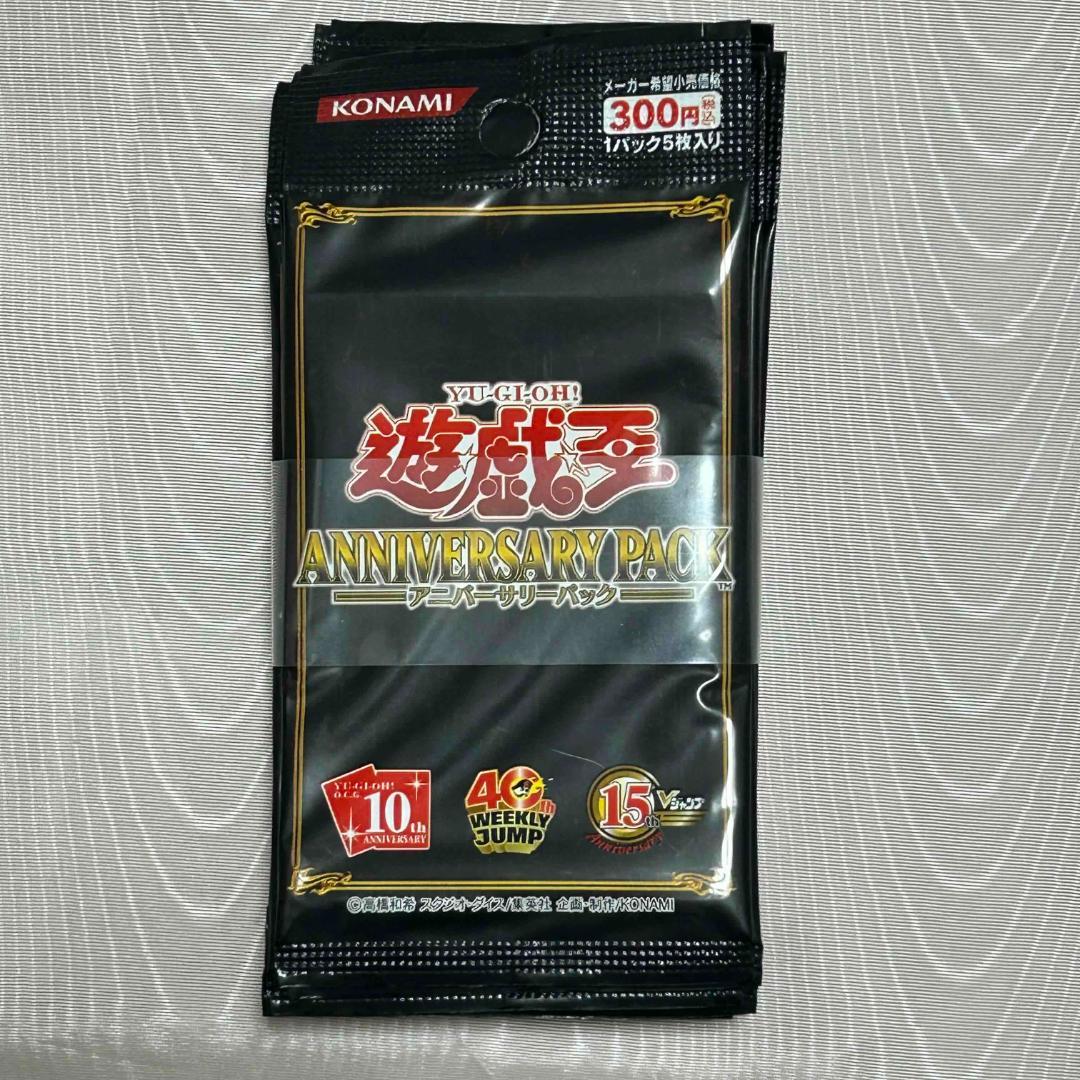 KONAMI
メーカー希望小売価格
300円(税込)
1パック5枚入り
YU-GI-OH!
遊戯王
ANNIVERSARY PACK™
アニバーサリーパック
YU-GI-OH!
O.C.G.
10th
ANNIVERSARY
40th
WEEKLY
JUMP
15th
Vジャンプ
Anniversary
©高橋和希 スタジオ・ダイス/集英社 企画・制作/KONAMI